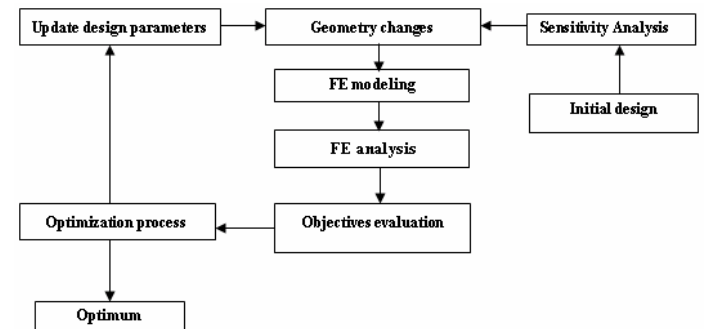 Update design parameters
Geometry changes
Sensitivity Analysis
FE modeling
Initial design
FE analysis
Optimization process
Objectives evaluation
Optimum